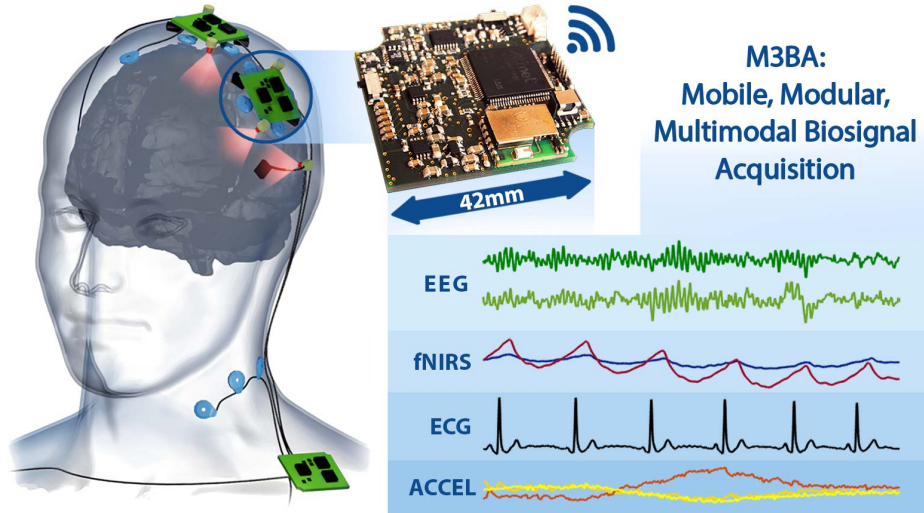 M3BA:
Mobile, Modular,
Multimodal Biosignal
Acquisition
42mm
EEG
fNIRS
ECG
ACCEL